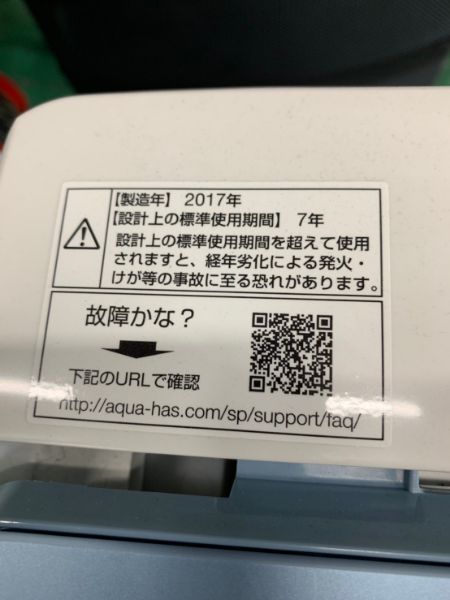 【製造年】 2017年
【設計上の標準使用期間】 7年
設計上の標準使用期間を超えて使用
されますと、経年劣化による発火・
けが等の事故に至る恐れがあります。
故障かな？
下記のURLで確認
http://aqua-has.com/sp/support/faq/